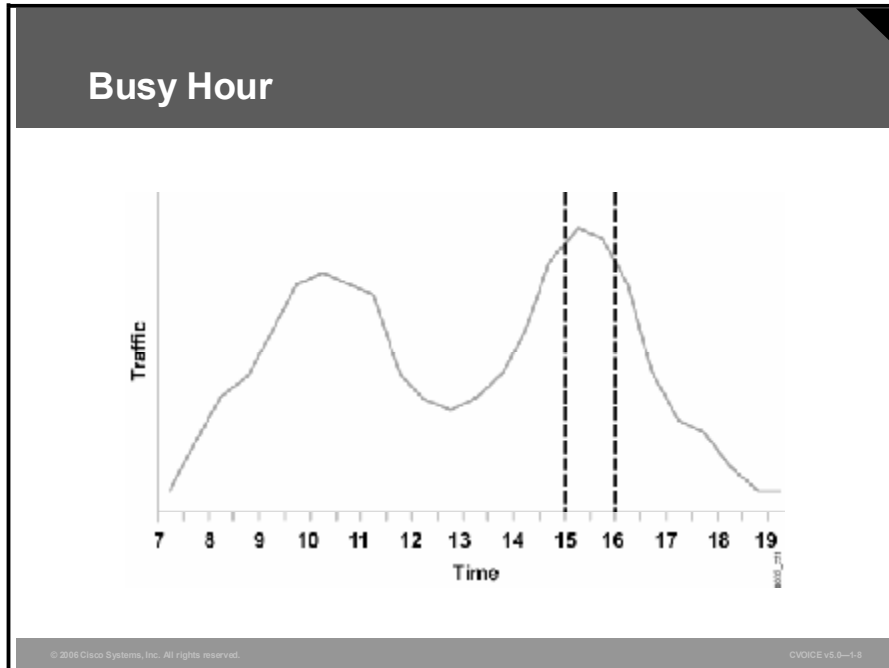 Busy Hour
Traffic
7 8 9 10 11 12 13 14 15 16 17 18 19
Time
© 2006 Cisco Systems, Inc. All rights reserved. CVOICE v5.0—1-8